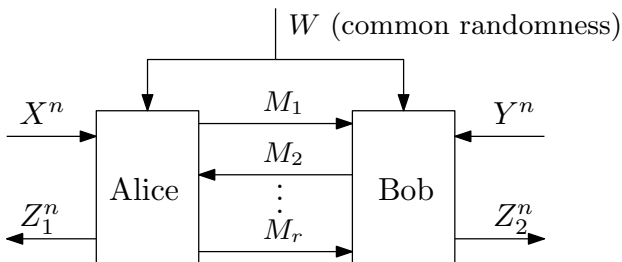 W (common randomness)
X^n
M_1
Y^n
M_2
Alice
⋮
Bob
Z_1^n
M_r
Z_2^n